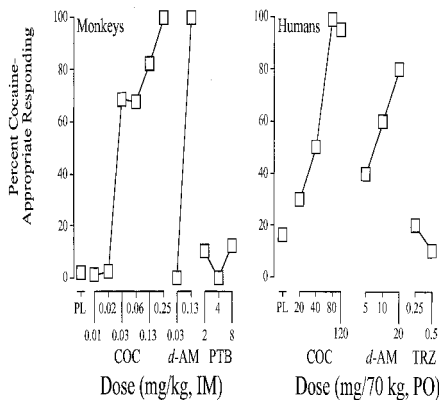 Percent Cocaine-
Appropriate Responding
Monkeys
100
80
60
40
20
0
PL 0.02 0.06 0.25 0.13 4
0.01 0.03 0.13 0.03 2 8
COC d-AM PTB
Dose (mg/kg, IM)
Humans
100
80
60
40
20
0
PL 20 40 80 5 10 0.25
120 20 0.5
COC d-AM TRZ
Dose (mg/70 kg, PO)